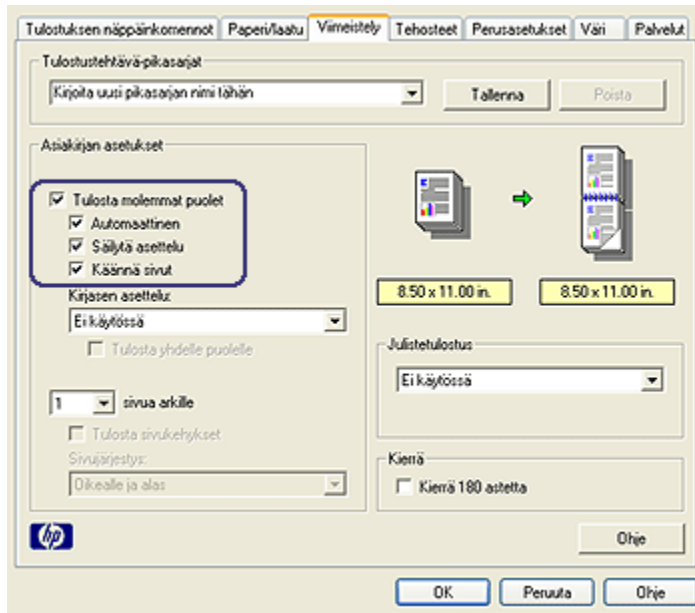 Tulostuksen näppäinkomennot Paperi/laatu Viimeistely Tehosteet Perusasetukset Väri Palvelut
Tulostustehtävä-pikasarjat
Kirjoita uusi pikasarjan nimi tähän Tallenna Poista
Asiakirjan asetukset
Tulosta molemmat puolet
Automaattinen
Säilytä asettelu
Käännä sivut
Kirjasen asettelu:
Ei käytössä
Tulosta yhdelle puolelle
1 sivua arkille
Tulosta sivukehykset
Sivujärjestys:
Oikealle ja alas
8.50 x 11.00 in. 8.50 x 11.00 in.
Julistetulostus
Ei käytössä
Kierrä
Kierrä 180 astetta
hp
Ohje
OK Peruuta Ohje